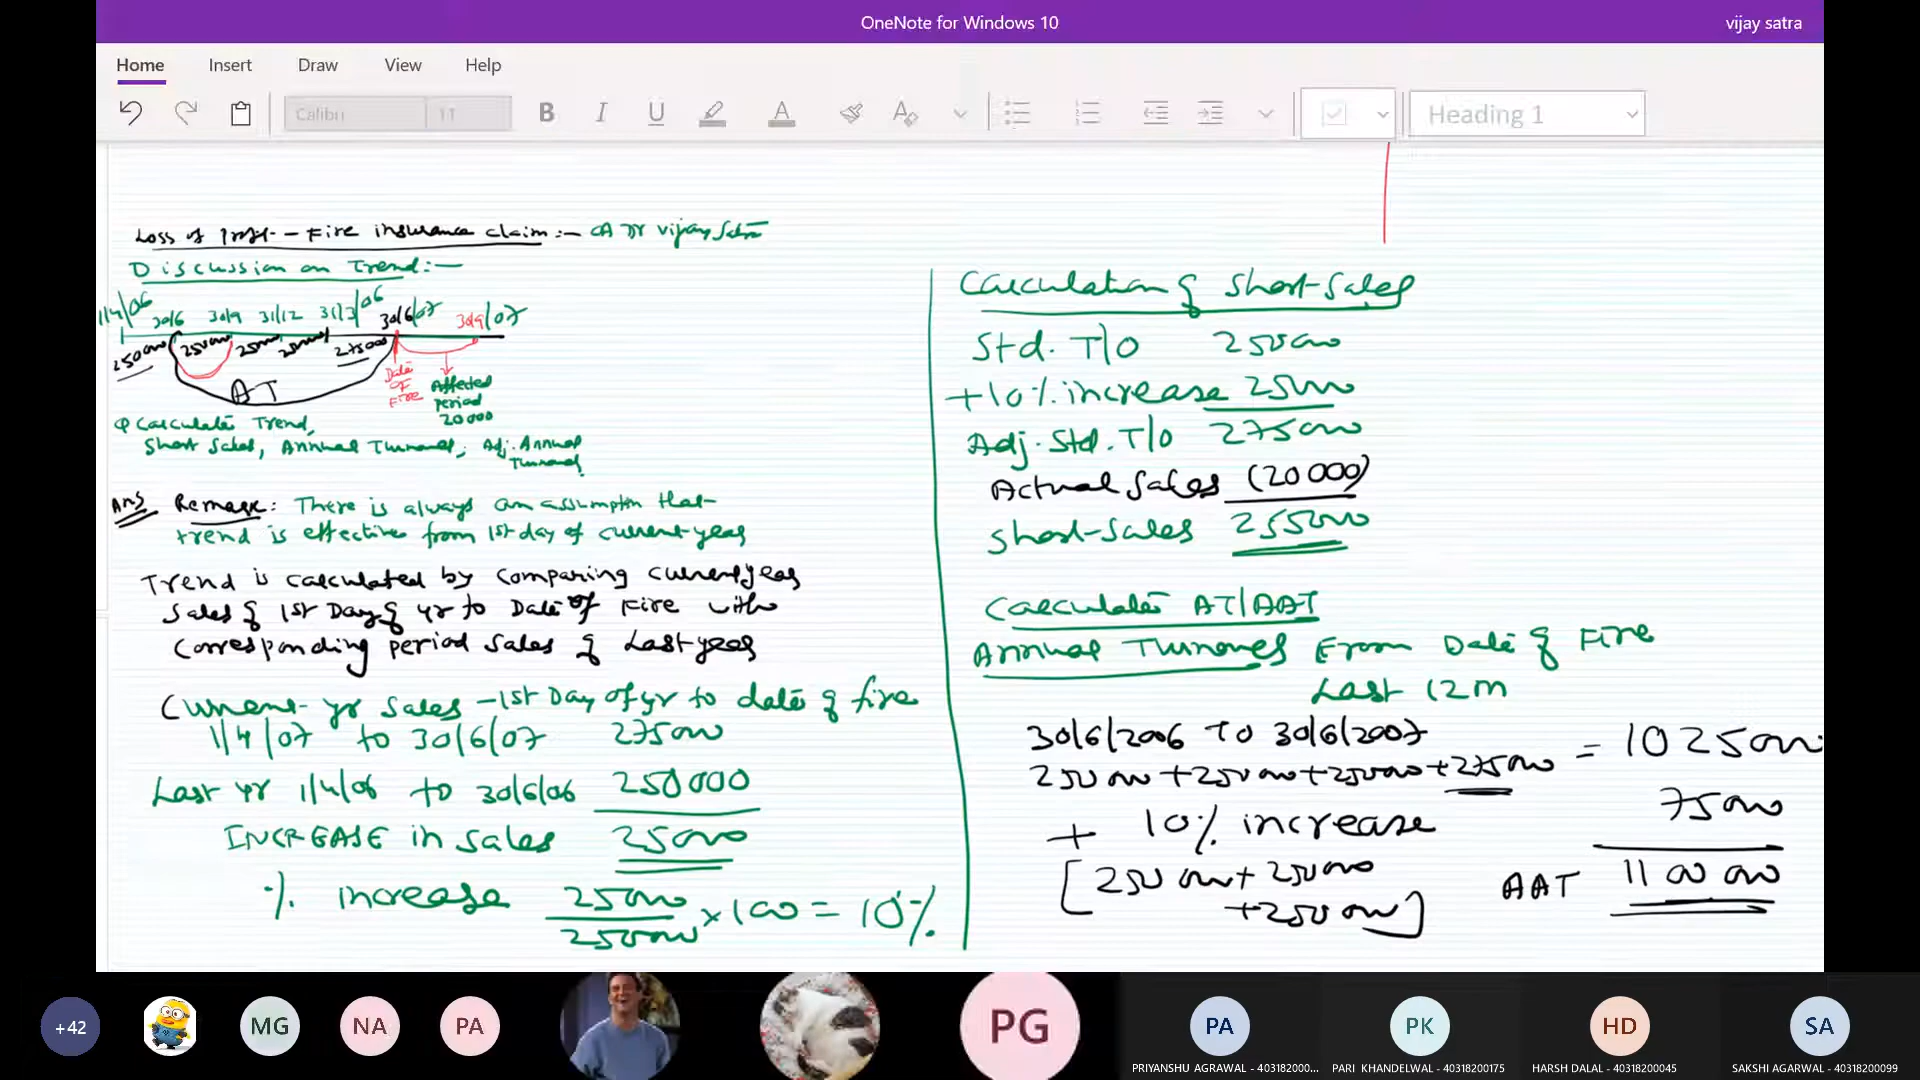 OneNote for Windows 10
vijay satra
Home Insert Draw View Help
Calibri 11 B I U A Heading 1
Loss of Profit - Fire insurance claim :- CA Dr vijay Satra
Discussion on Trend :-
1/4/06 30/6 30/9 31/12 31/3/06 30/6/07 30/9/07
250000 250000 250000 250000 275000
AT
Date OF Fire
Affected period 20000
Q Calculate Trend,
Short Sales, Annual Turnover, Adj. Annual
Turnover
Ans Remark : There is always an assumption that
trend is effective from 1st day of current year
Trend is calculated by comparing current year
Sales of 1st Day of yr to Date of Fire with
corresponding period Sales of Last year
Current yr Sales - 1st Day of yr to date of fire
1/4/07 to 30/6/07 275000
Last yr 1/4/06 to 30/6/06 250000
INCREASE in Sales 25000
% increase 25000/250000 x 100 = 10%
Calculation of Short-Sales
Std. T/O 250000
+10% increase 25000
Adj. Std. T/O 275000
Actual Sales (20000)
Short-Sales 255000
Calculate AT/AAT
Annual Turnover From Date of Fire
Last 12m
30/6/2006 To 30/6/2007
250000 + 250000 + 250000 + 275000 = 1025000
+ 10% increase 75000
[250000 + 250000
+ 250000]
AAT 1100000
+42 MG NA PA PG PA PK HD SA
PRIYANSHU AGRAWAL - 403182000...
PARI KHANDELWAL - 40318200175
HARSH DALAL - 40318200045
SAKSHI AGARWAL - 40318200099